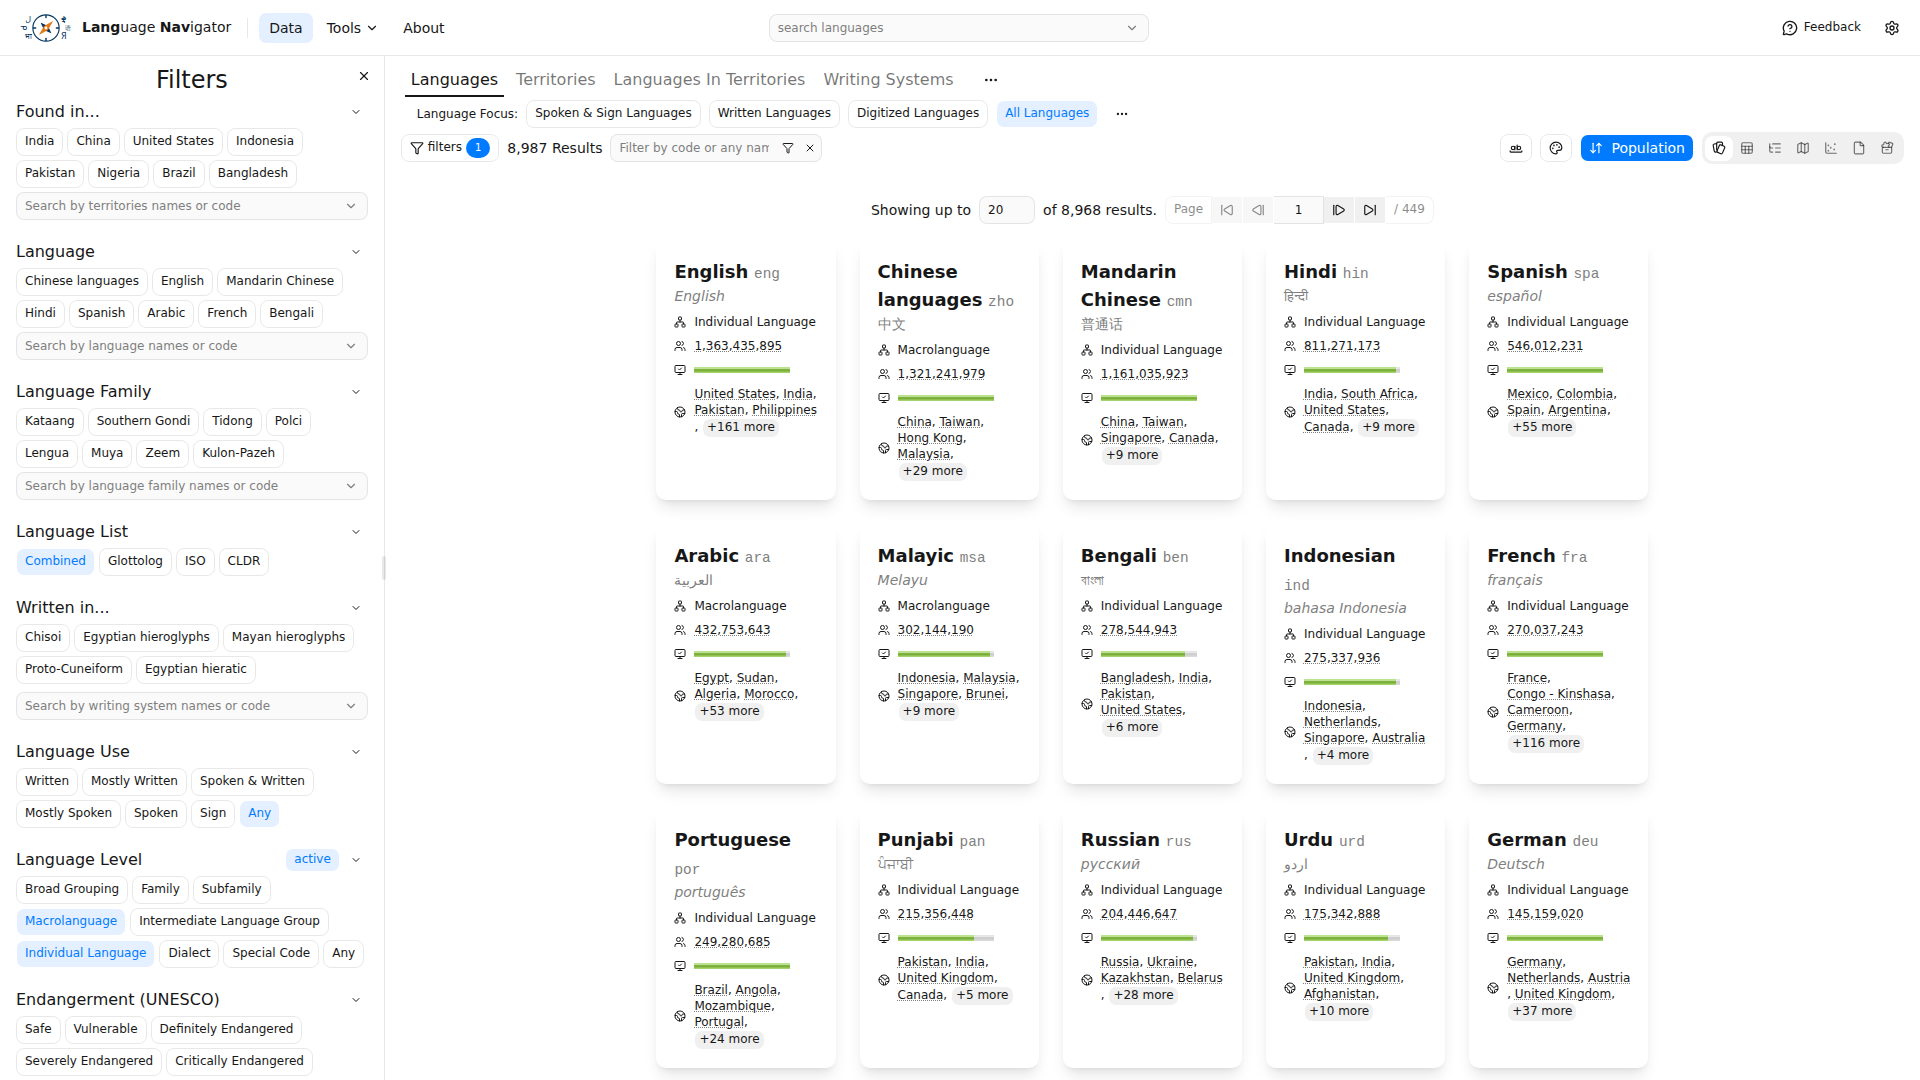 Language Navigator
Data
Tools
About
search languages
Feedback
Filters
Found in...
India
China
United States
Indonesia
Pakistan
Nigeria
Brazil
Bangladesh
Search by territories names or code
Language
Chinese languages
English
Mandarin Chinese
Hindi
Spanish
Arabic
French
Bengali
Search by language names or code
Language Family
Kataang
Southern Gondi
Tidong
Polci
Lengua
Muya
Zeem
Kulon-Pazeh
Search by language family names or code
Language List
Combined
Glottolog
ISO
CLDR
Written in...
Chisoi
Egyptian hieroglyphs
Mayan hieroglyphs
Proto-Cuneiform
Egyptian hieratic
Search by writing system names or code
Language Use
Written
Mostly Written
Spoken & Written
Mostly Spoken
Spoken
Sign
Any
Language Level
active
Broad Grouping
Family
Subfamily
Macrolanguage
Intermediate Language Group
Individual Language
Dialect
Special Code
Any
Endangerment (UNESCO)
Safe
Vulnerable
Definitely Endangered
Severely Endangered
Critically Endangered
Languages
Territories
Languages In Territories
Writing Systems
Language Focus:
Spoken & Sign Languages
Written Languages
Digitized Languages
All Languages
filters 1
8,987 Results
Filter by code or any nam
Population
Showing up to 20 of 8,968 results.
Page 1 / 449
English eng
English
Individual Language
1,363,435,895
United States, India,
Pakistan, Philippines
, +161 more
Chinese
languages zho
中文
Macrolanguage
1,321,241,979
China, Taiwan,
Hong Kong,
Malaysia,
+29 more
Mandarin
Chinese cmn
普通话
Individual Language
1,161,035,923
China, Taiwan,
Singapore, Canada,
+9 more
Hindi hin
हिन्दी
Individual Language
811,271,173
India, South Africa,
United States,
Canada, +9 more
Spanish spa
español
Individual Language
546,012,231
Mexico, Colombia,
Spain, Argentina,
+55 more
Arabic ara
العربية
Macrolanguage
432,753,643
Egypt, Sudan,
Algeria, Morocco,
+53 more
Malayic msa
Melayu
Macrolanguage
302,144,190
Indonesia, Malaysia,
Singapore, Brunei,
+9 more
Bengali ben
বাংলা
Individual Language
278,544,943
Bangladesh, India,
Pakistan,
United States,
+6 more
Indonesian
ind
bahasa Indonesia
Individual Language
275,337,936
Indonesia,
Netherlands,
Singapore, Australia
, +4 more
French fra
français
Individual Language
270,037,243
France,
Congo - Kinshasa,
Cameroon,
Germany,
+116 more
Portuguese
por
português
Individual Language
249,280,685
Brazil, Angola,
Mozambique,
Portugal,
+24 more
Punjabi pan
ਪੰਜਾਬੀ
Individual Language
215,356,448
Pakistan, India,
United Kingdom,
Canada, +5 more
Russian rus
русский
Individual Language
204,446,647
Russia, Ukraine,
Kazakhstan, Belarus
, +28 more
Urdu urd
اردو
Individual Language
175,342,888
Pakistan, India,
United Kingdom,
Afghanistan,
+10 more
German deu
Deutsch
Individual Language
145,159,020
Germany,
Netherlands, Austria
, United Kingdom,
+37 more